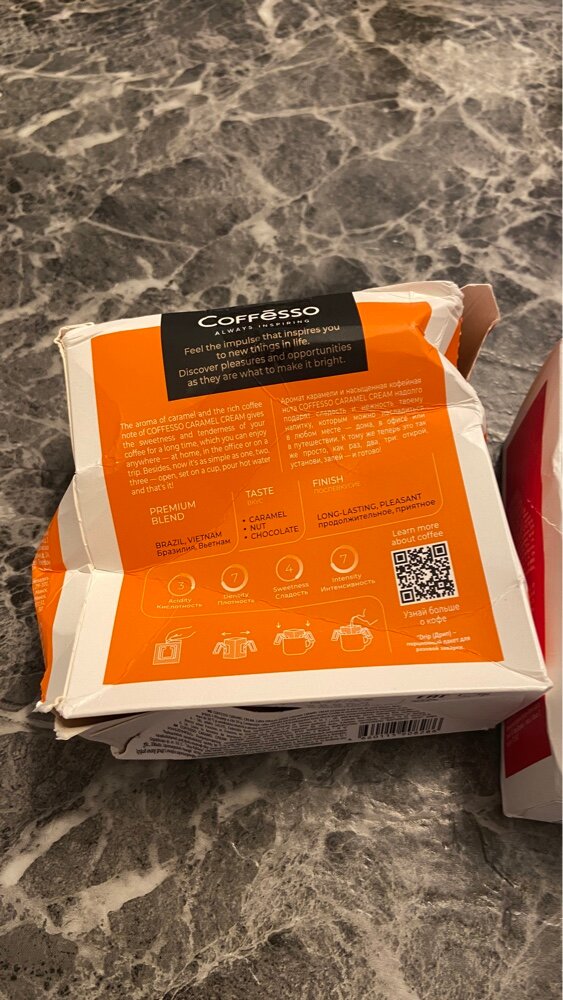 COFFESSO
ALWAYS INSPIRING
Feel the impulse that inspires you
to new things in life.
Discover pleasures and opportunities
as they are what to make it bright.
The aroma of caramel and the rich coffee
note of COFFESSO CARAMEL CREAM gives
the sweetness and tenderness of your
coffee for a long time, which you can enjoy
anywhere — at home, in the office or on a
trip. Besides, now it's as simple as one, two,
three — open, set on a cup, pour hot water
and that's it!
Аромат карамели и насыщенная кофейная
нота COFFESSO CARAMEL CREAM надолго
подарят сладость и нежность твоему
напитку, которым можно насладиться
в любом месте — дома, в офисе или
в путешествии. К тому же теперь это так
же просто, как раз, два, три: открой,
установи, залей — и готово!
PREMIUM
BLEND
BRAZIL, VIETNAM
Бразилия, Вьетнам
TASTE
ВКУС
• CARAMEL
• NUT
• CHOCOLATE
FINISH
ПОСЛЕВКУСИЕ
LONG-LASTING, PLEASANT
продолжительное, приятное
3
Acidity
Кислотность
7
Density
Плотность
4
Sweetness
Сладость
7
Intensity
Интенсивность
Learn more
about coffee
Узнай больше
о кофе
"Drip (Дрип) –